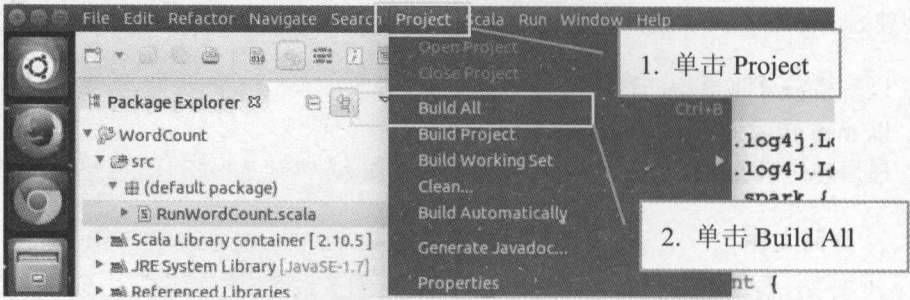 File Edit Refactor Navigate Search Project Scala Run Window Help
Open Project
Close Project
1. 单击 Project
Package Explorer
Build All Ctrl+B
WordCount
Build Project
.log4j.L
src
Build Working Set
.log4j.L
(default package)
Clean...
spark {
RunWordCount.scala
Build Automatically
2. 单击 Build All
Scala Library container [ 2.10.5 ]
Generate Javadoc...
JRE System Library [JavaSE-1.7]
Referenced Libraries
Properties
nt {